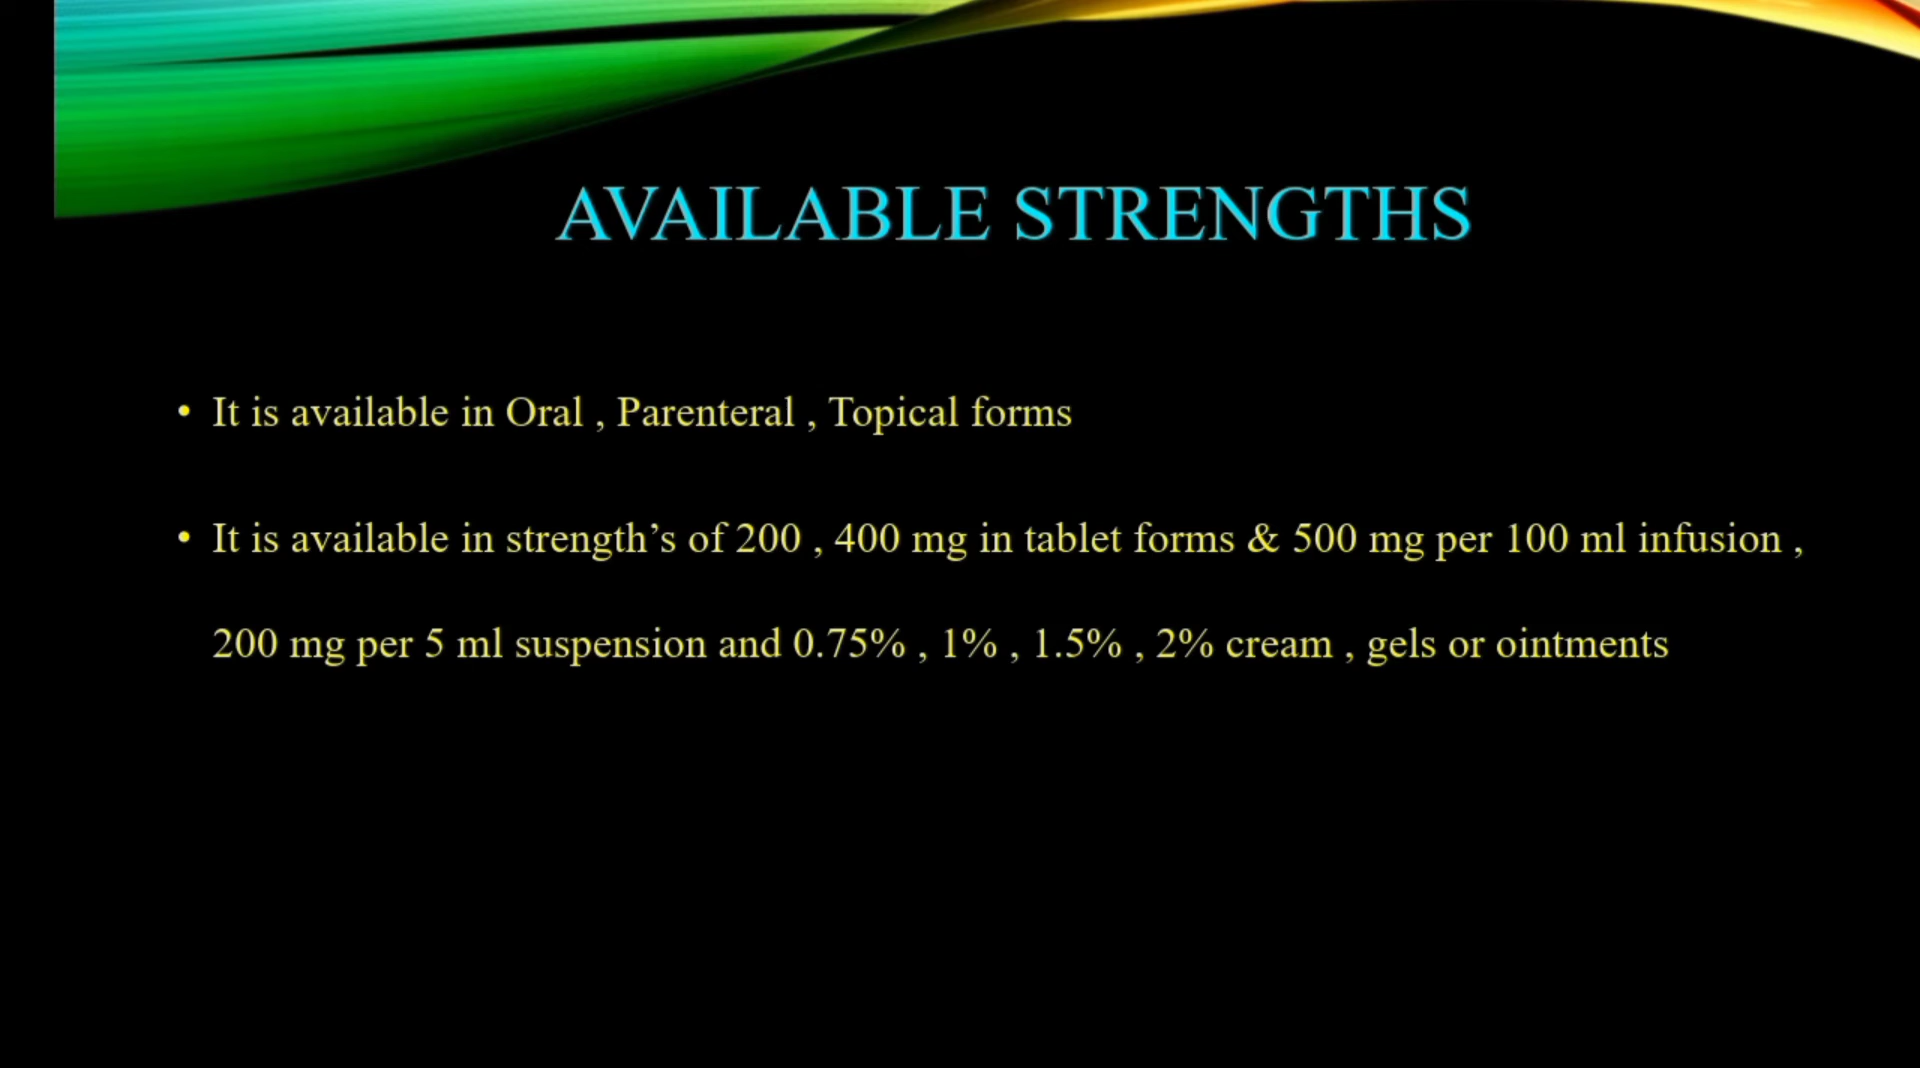 AVAILABLE STRENGTHS
• It is available in Oral , Parenteral , Topical forms
• It is available in strength’s of 200 , 400 mg in tablet forms & 500 mg per 100 ml infusion ,
200 mg per 5 ml suspension and 0.75% , 1% , 1.5% , 2% cream , gels or ointments